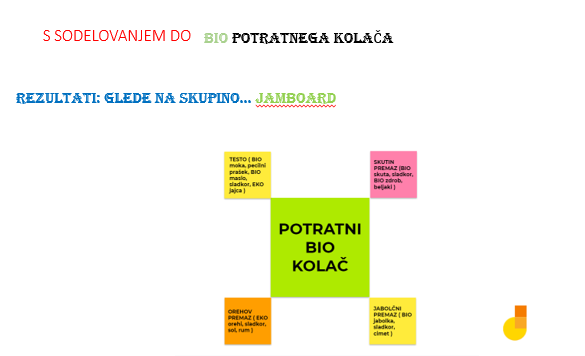 S SODELOVANJEM DO BIO POTRATNEGA KOLAČA
REZULTATI: GLEDE NA SKUPINO... JAMBOARD
TESTO ( BIO
moka, pecilni
prašek, BIO
maslo,
sladkor, EKO
jajca )
SKUTIN
PREMAZ (BIO
skuta, sladkor,
BIO zdrob,
beljaki )
POTRATNI
BIO
KOLAČ
OREHOV
PREMAZ ( EKO
orehi, sladkor,
sol, rum )
JABOLČNI
PREMAZ ( BIO
jabolka,
sladkor,
cimet )